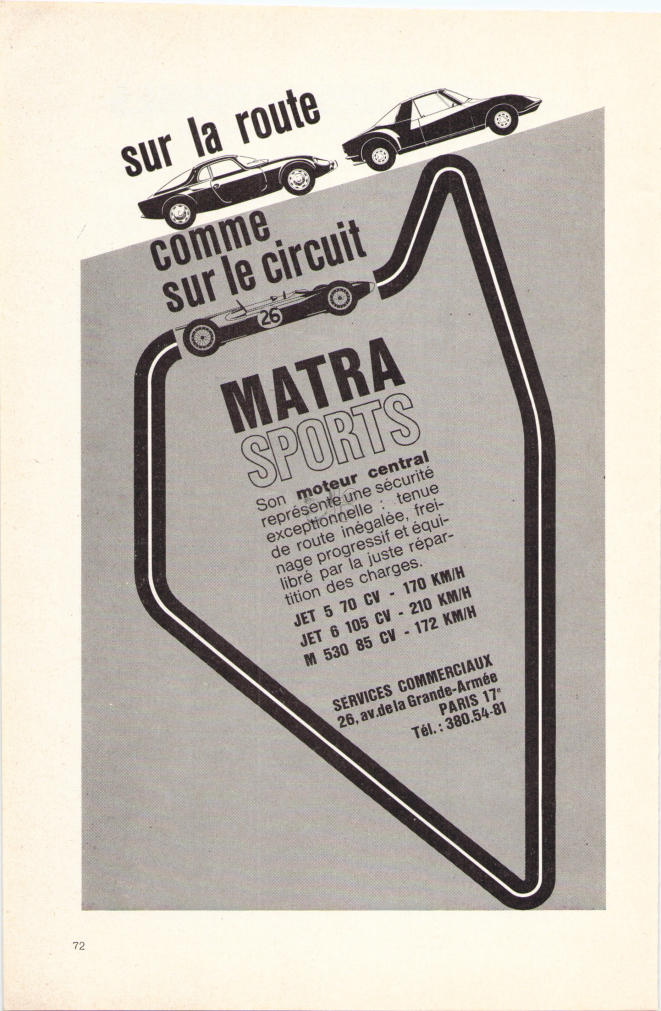 sur la route
comme
sur le circuit
26
MATRA
SPORTS
Son moteur central
représente une sécurité
exceptionnelle : tenue
de route inégalée, frei-
nage progressif et équi-
libré par la juste répar-
tition des charges.
JET 5 70 CV - 170 KM/H
JET 6 105 CV - 210 KM/H
M 530 85 CV - 172 KM/H
SERVICES COMMERCIAUX
26, av. de la Grande-Armée
PARIS 17e
Tél. : 380.54-81
72